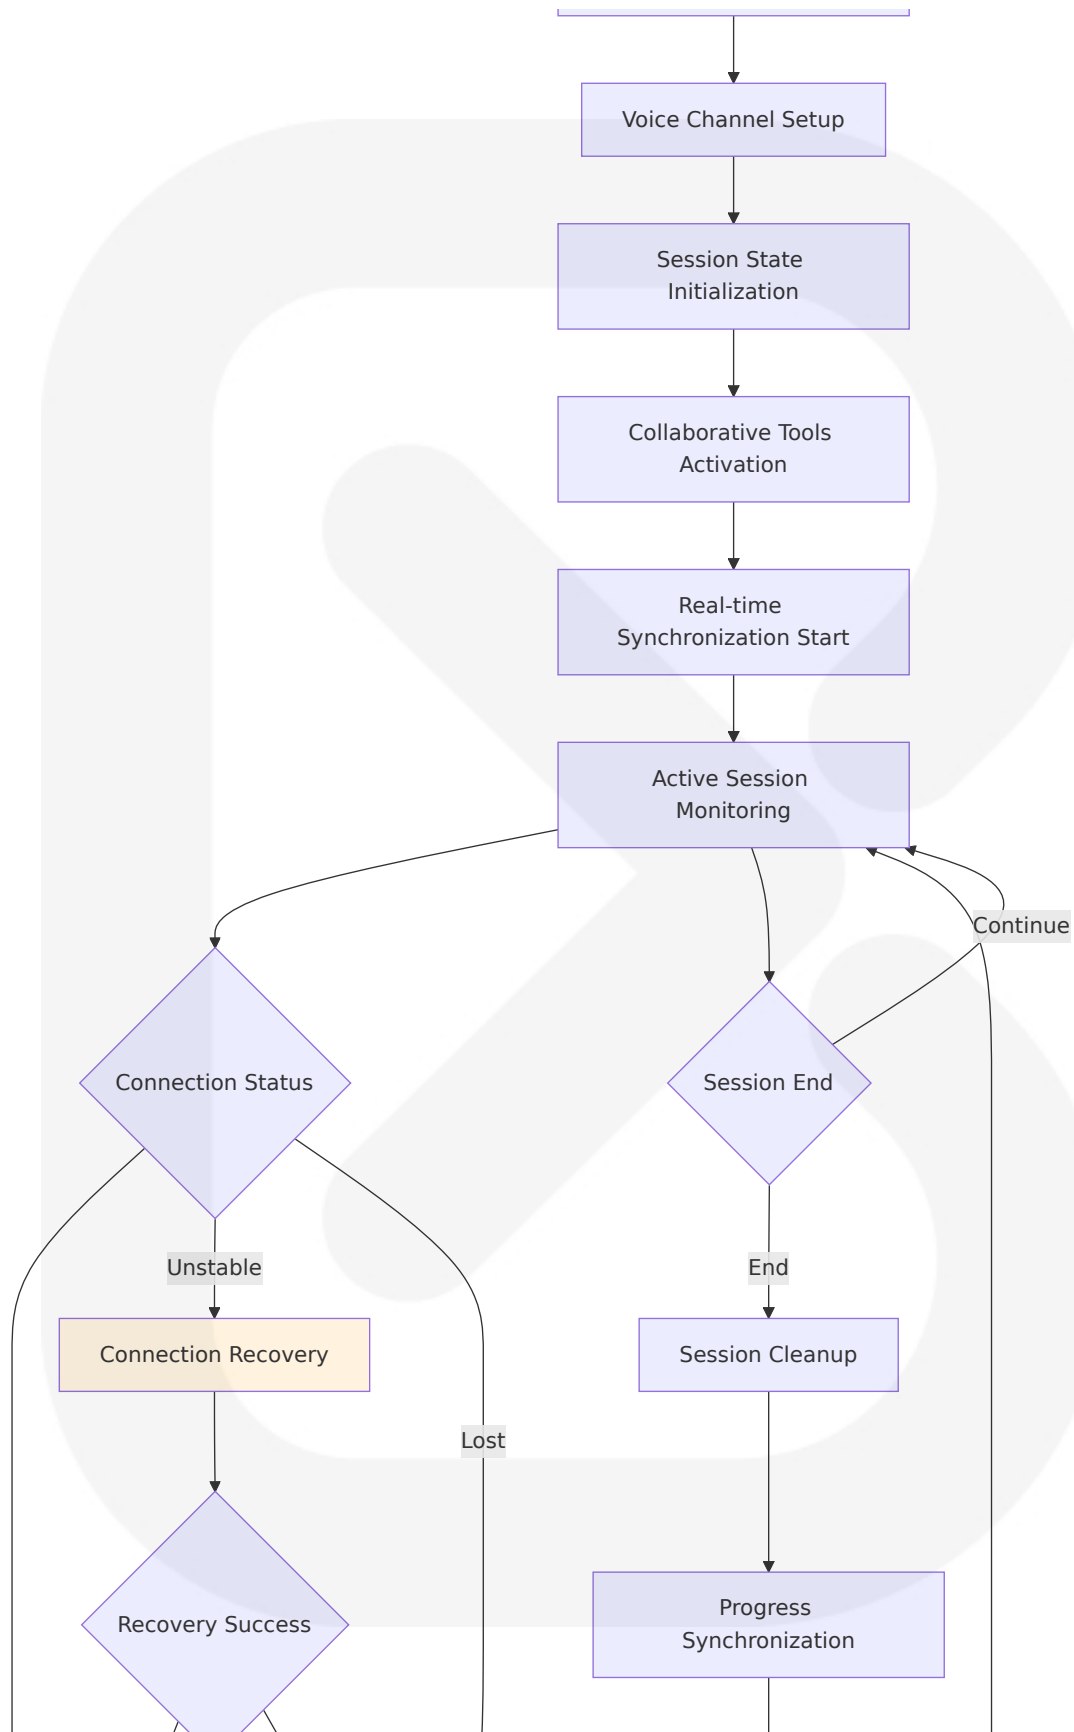 Voice Channel Setup
Session State
Initialization
Collaborative Tools
Activation
Real-time
Synchronization Start
Active Session
Monitoring
Continue
Connection Status
Session End
Unstable
End
Connection Recovery
Session Cleanup
Lost
Recovery Success
Progress
Synchronization